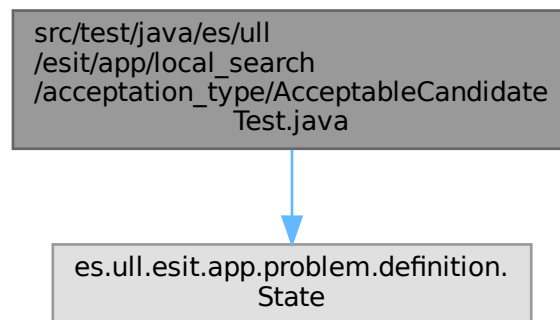 src/test/java/es/ull
/esit/app/local_search
/acceptation_type/AcceptableCandidate
Test.java
es.ull.esit.app.problem.definition.
State